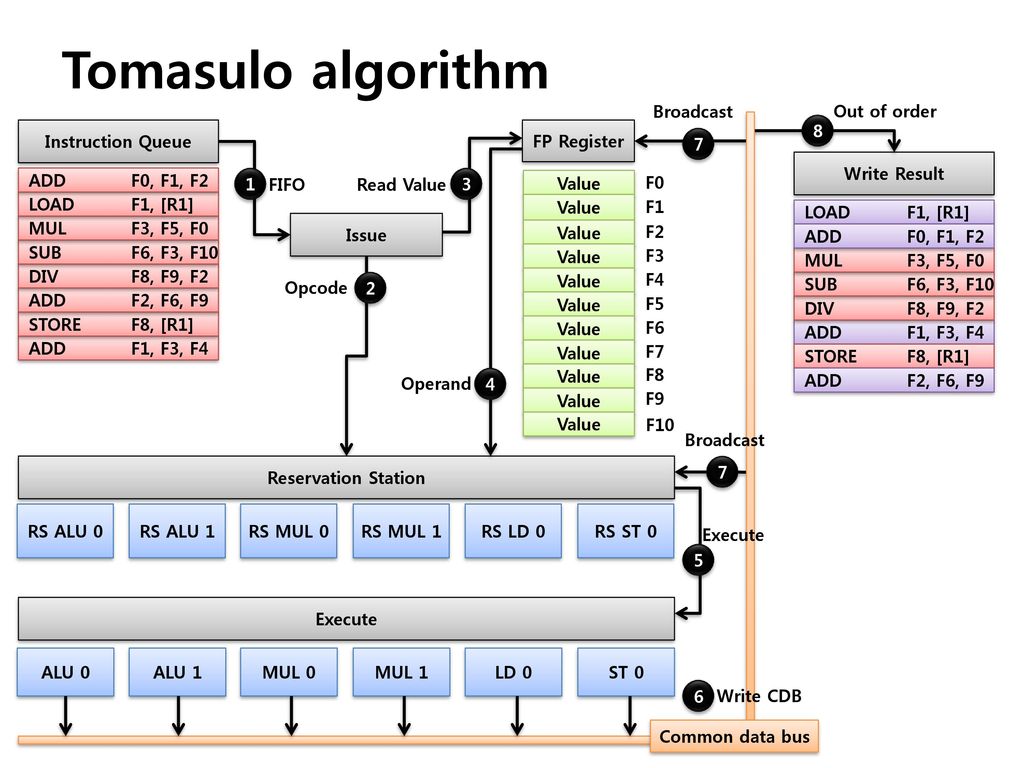 Tomasulo algorithm
Broadcast
Out of order
Instruction Queue
FP Register
7
8
Write Result
ADD F0, F1, F2
LOAD F1, [R1]
MUL F3, F5, F0
SUB F6, F3, F10
DIV F8, F9, F2
ADD F2, F6, F9
STORE F8, [R1]
ADD F1, F3, F4
1 FIFO
Read Value 3
Issue
Opcode 2
Operand 4
Value F0
Value F1
Value F2
Value F3
Value F4
Value F5
Value F6
Value F7
Value F8
Value F9
Value F10
LOAD F1, [R1]
ADD F0, F1, F2
MUL F3, F5, F0
SUB F6, F3, F10
DIV F8, F9, F2
ADD F1, F3, F4
STORE F8, [R1]
ADD F2, F6, F9
Broadcast
7
Reservation Station
RS ALU 0 RS ALU 1 RS MUL 0 RS MUL 1 RS LD 0 RS ST 0
Execute
5
Execute
ALU 0 ALU 1 MUL 0 MUL 1 LD 0 ST 0
6 Write CDB
Common data bus